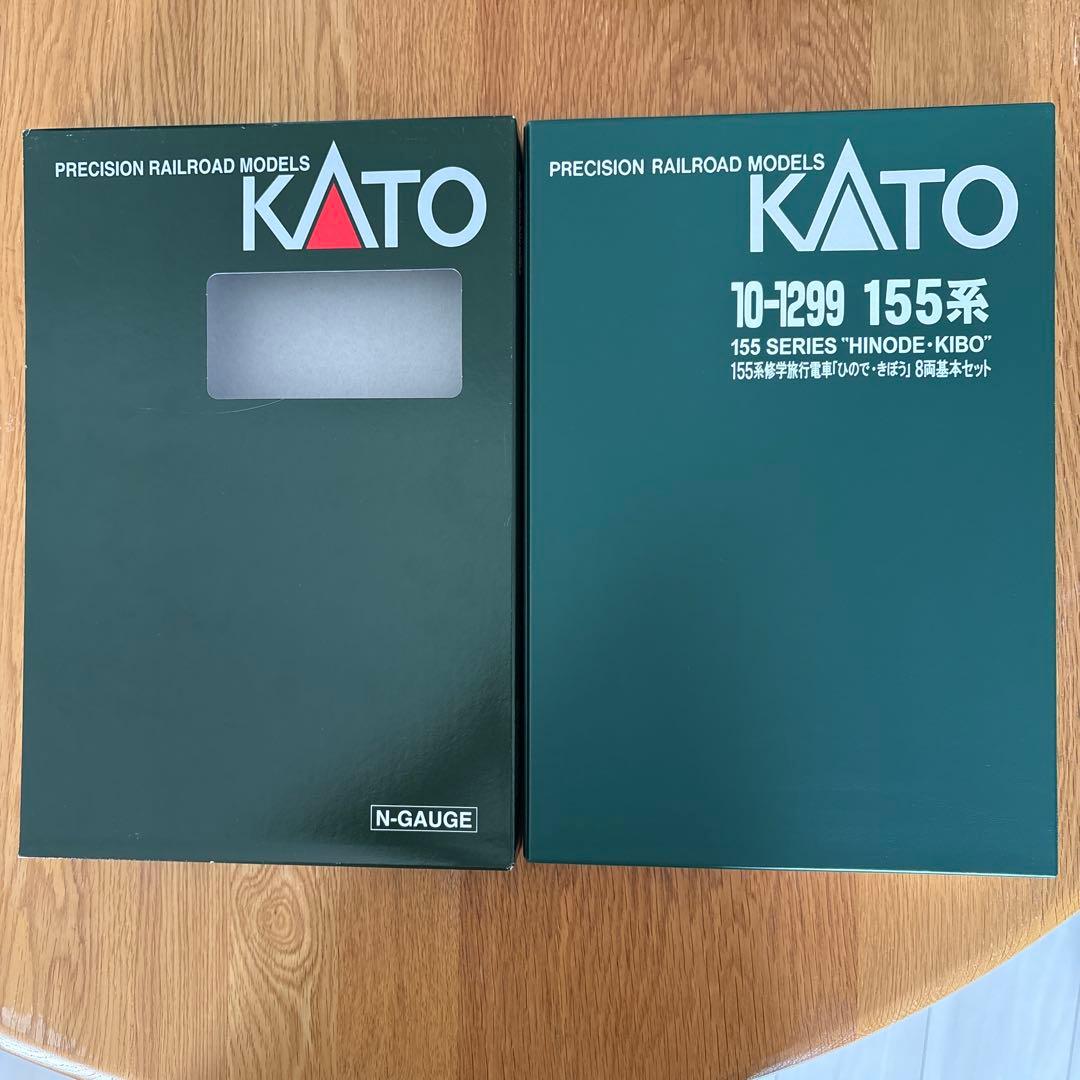 PRECISION RAILROAD MODELS
KATO
N-GAUGE
PRECISION RAILROAD MODELS
KATO
10-1299 155系
155 SERIES "HINODE・KIBO"
155系修学旅行電車「ひので・きぼう」8両基本セット